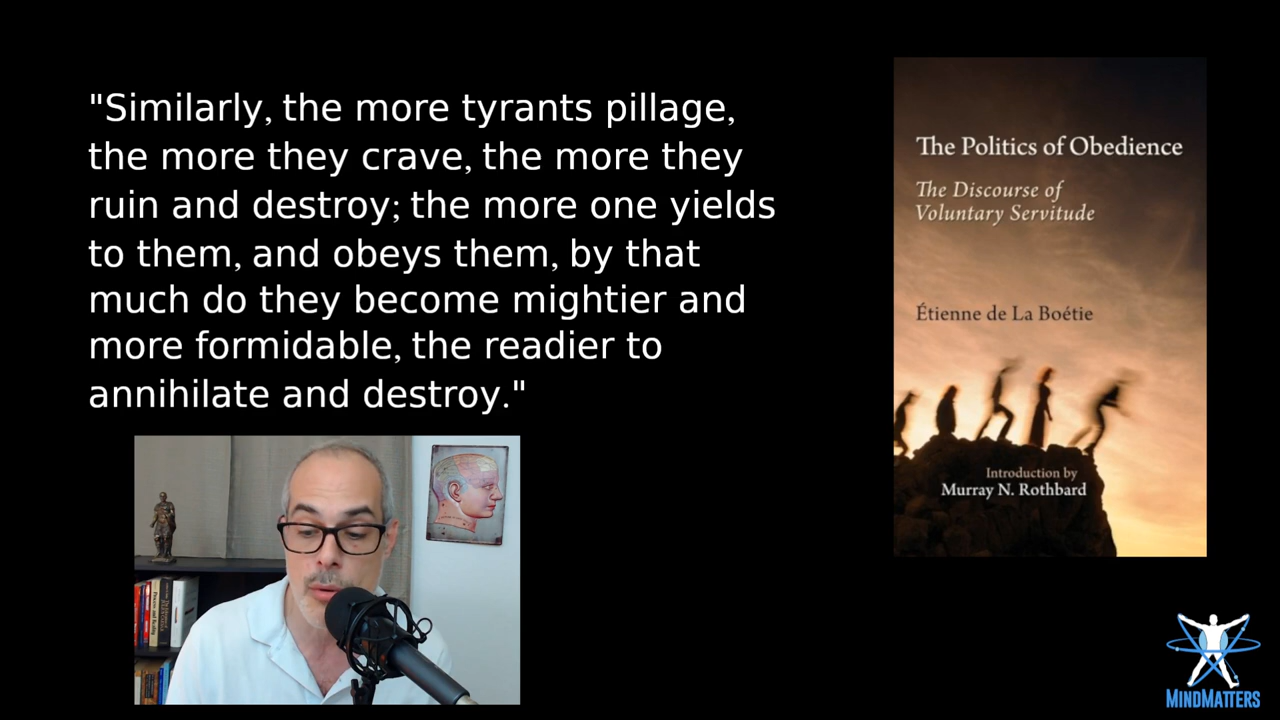 "Similarly, the more tyrants pillage,
the more they crave, the more they
ruin and destroy; the more one yields
to them, and obeys them, by that
much do they become mightier and
more formidable, the readier to
annihilate and destroy."
The Politics of Obedience
The Discourse of
Voluntary Servitude
Étienne de La Boétie
Introduction by
Murray N. Rothbard
MINDMATTERS